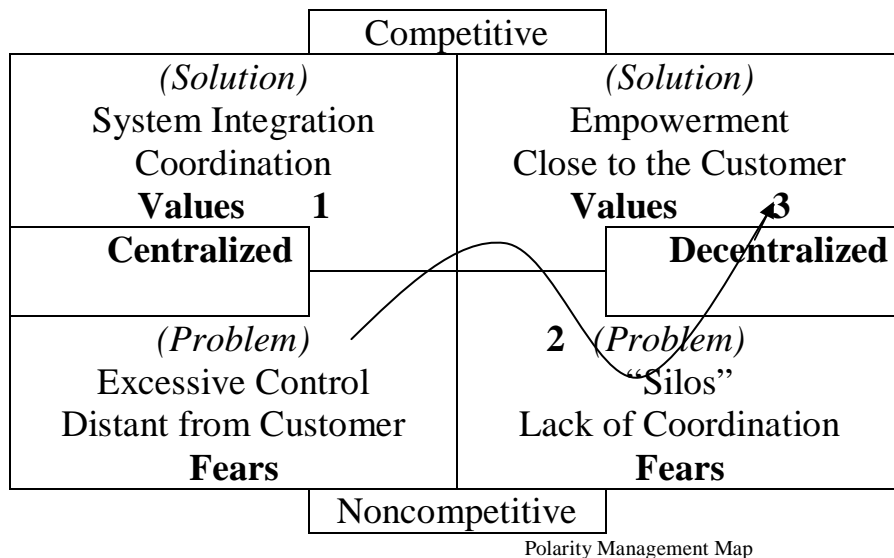 Competitive
(Solution)
System Integration
Coordination
Values 1
(Solution)
Empowerment
Close to the Customer
Values 3
Centralized
Decentralized
(Problem)
Excessive Control
Distant from Customer
Fears
2 (Problem)
“Silos”
Lack of Coordination
Fears
Noncompetitive
Polarity Management Map